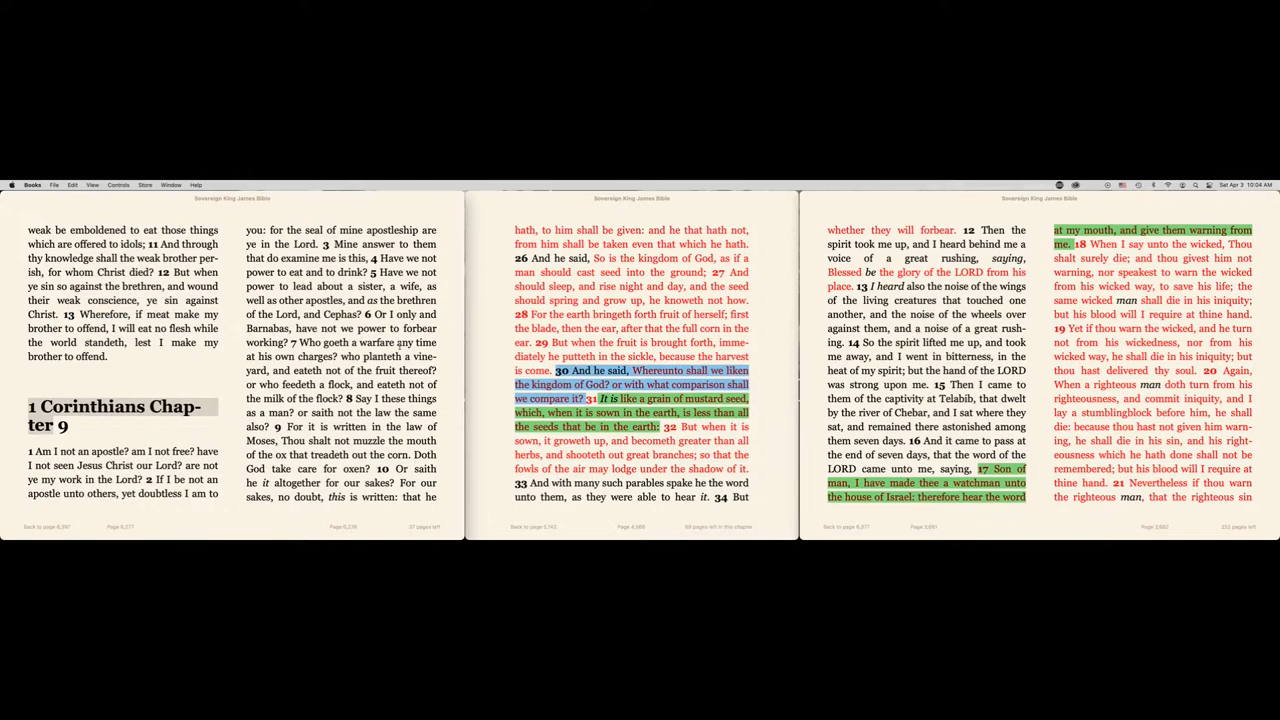 Books File Edit View Controls Store Window Help
Sat Apr 3 10:04 AM
Sovereign King James Bible
weak be emboldened to eat those things
which are offered to idols; 11 And through
thy knowledge shall the weak brother per-
ish, for whom Christ died? 12 But when
ye sin so against the brethren, and wound
their weak conscience, ye sin against
Christ. 13 Wherefore, if meat make my
brother to offend, I will eat no flesh while
the world standeth, lest I make my
brother to offend.
1 Corinthians Chap-
ter 9
1 Am I not an apostle? am I not free? have
I not seen Jesus Christ our Lord? are not
ye my work in the Lord? 2 If I be not an
apostle unto others, yet doubtless I am to
you: for the seal of mine apostleship are
ye in the Lord. 3 Mine answer to them
that do examine me is this, 4 Have we not
power to eat and to drink? 5 Have we not
power to lead about a sister, a wife, as
well as other apostles, and as the brethren
of the Lord, and Cephas? 6 Or I only and
Barnabas, have not we power to forbear
working? 7 Who goeth a warfare any time
at his own charges? who planteth a vine-
yard, and eateth not of the fruit thereof?
or who feedeth a flock, and eateth not of
the milk of the flock? 8 Say I these things
as a man? or saith not the law the same
also? 9 For it is written in the law of
Moses, Thou shalt not muzzle the mouth
of the ox that treadeth out the corn. Doth
God take care for oxen? 10 Or saith
he it altogether for our sakes? For our
sakes, no doubt, this is written: that he
37 pages left
Sovereign King James Bible
hath, to him shall be given: and he that hath not,
from him shall be taken even that which he hath.
26 And he said, So is the kingdom of God, as if a
man should cast seed into the ground; 27 And
should sleep, and rise night and day, and the seed
should spring and grow up, he knoweth not how.
28 For the earth bringeth forth fruit of herself; first
the blade, then the ear, after that the full corn in the
ear. 29 But when the fruit is brought forth, imme-
diately he putteth in the sickle, because the harvest
is come. 30 And he said, Whereunto shall we liken
the kingdom of God? or with what comparison shall
we compare it? 31 It is like a grain of mustard seed,
which, when it is sown in the earth, is less than all
the seeds that be in the earth: 32 But when it is
sown, it groweth up, and becometh greater than all
herbs, and shooteth out great branches; so that the
fowls of the air may lodge under the shadow of it.
33 And with many such parables spake he the word
unto them, as they were able to hear it. 34 But
pages left in this chapter
Sovereign King James Bible
whether they will forbear. 12 Then the
spirit took me up, and I heard behind me a
voice of a great rushing, saying,
Blessed be the glory of the LORD from his
place. 13 I heard also the noise of the wings
of the living creatures that touched one
another, and the noise of the wheels over
against them, and a noise of a great rush-
ing. 14 So the spirit lifted me up, and took
me away, and I went in bitterness, in the
heat of my spirit; but the hand of the LORD
was strong upon me. 15 Then I came to
them of the captivity at Telabib, that dwelt
by the river of Chebar, and I sat where they
sat, and remained there astonished among
them seven days. 16 And it came to pass at
the end of seven days, that the word of the
LORD came unto me, saying, 17 Son of
man, I have made thee a watchman unto
the house of Israel: therefore hear the word
at my mouth, and give them warning from
me. 18 When I say unto the wicked, Thou
shalt surely die; and thou givest him not
warning, nor speakest to warn the wicked
from his wicked way, to save his life; the
same wicked man shall die in his iniquity;
but his blood will I require at thine hand.
19 Yet if thou warn the wicked, and he turn
not from his wickedness, nor from his
wicked way, he shall die in his iniquity; but
thou hast delivered thy soul. 20 Again,
When a righteous man doth turn from his
righteousness, and commit iniquity, and I
lay a stumblingblock before him, he shall
die: because thou hast not given him warn-
ing, he shall die in his sin, and his right-
eousness which he hath done shall not be
remembered; but his blood will I require at
thine hand. 21 Nevertheless if thou warn
the righteous man, that the righteous sin
252 pages left